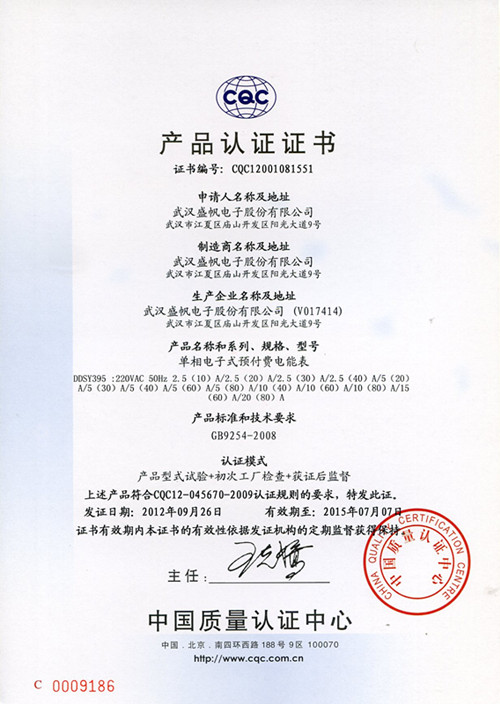 CQC
产品认证证书
证书编号: CQC12001081551
申请人名称及地址
武汉盛帆电子股份有限公司
武汉市江夏区庙山开发区阳光大道9号
制造商名称及地址
武汉盛帆电子股份有限公司
武汉市江夏区庙山开发区阳光大道9号
生产企业名称及地址
武汉盛帆电子股份有限公司 (V017414)
武汉市江夏区庙山开发区阳光大道9号
产品名称和系列、规格、型号
单相电子式预付费电能表
DDSY395 :220VAC 50Hz 2.5（10）A/2.5（20）A/2.5（30）A/2.5（40）A/5（20）
A/5（30）A/5（40）A/5（60）A/5（80）A/10（40）A/10（60）A/10（80）A/15
（60）A/20（80）A
产品标准和技术要求
GB9254-2008
认证模式
产品型式试验+初次工厂检查+获证后监督
上述产品符合CQC12-045670-2009认证规则的要求，特发此证。
发证日期: 2012年09月26日 有效期至: 2015年07月07日
证书有效期内本证书的有效性依据发证机构的定期监督获得保持。
主任:
CHINA QUALITY CERTIFICATION CENTRE
中国质量认证中心
中国质量认证中心
中国．北京．南四环西路188号9区 100070
http://www.cqc.com.cn
C 0009186